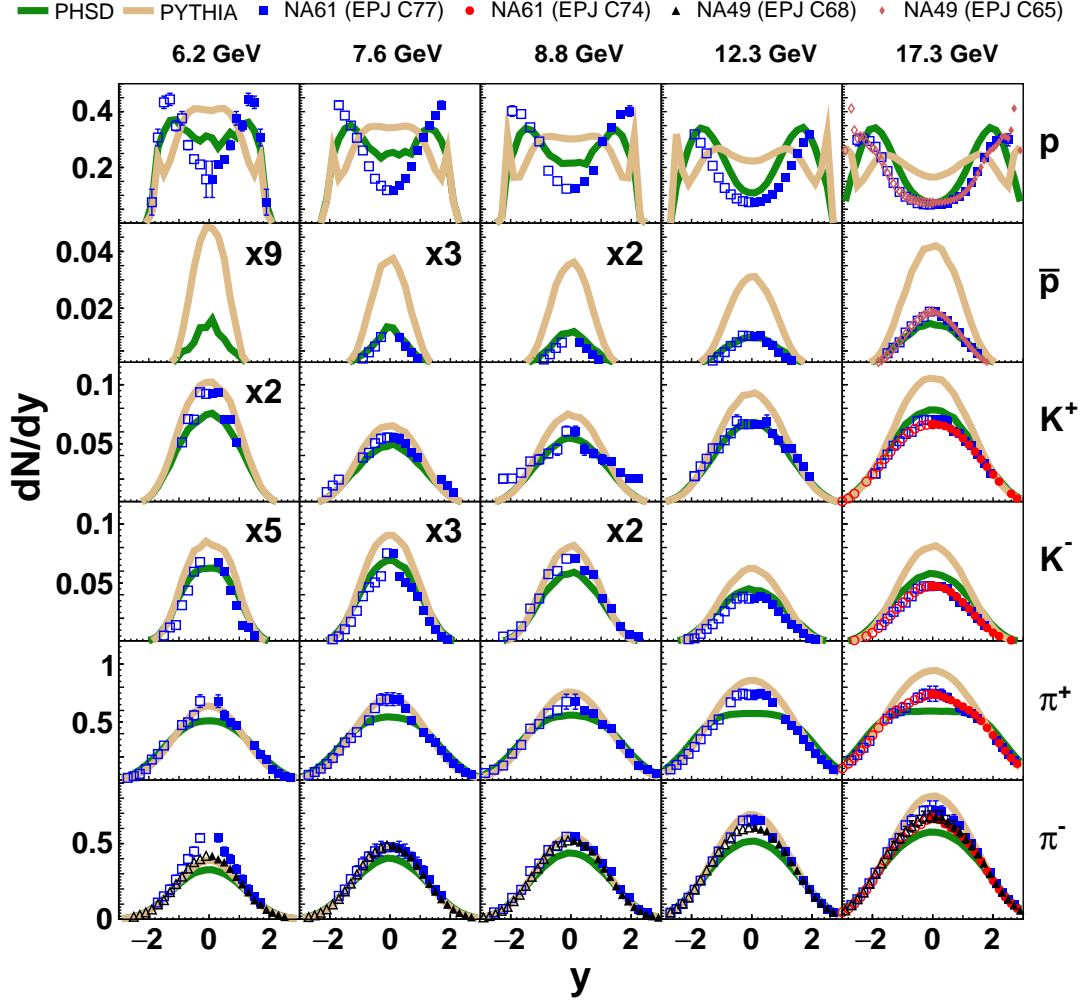 PHSD PYTHIA NA61 (EPJ C77) NA61 (EPJ C74) NA49 (EPJ C68) NA49 (EPJ C65)
6.2 GeV 7.6 GeV 8.8 GeV 12.3 GeV 17.3 GeV
0.4
0.2
p
0.04
0.02
x9 x3 x2
p̅
0.1
0.05
x2
K⁺
dN/dy
0.1
0.05
x5 x3 x2
K⁻
1
0.5
π⁺
0.5
0
π⁻
−2 0 2 −2 0 2 −2 0 2 −2 0 2 −2 0 2
y